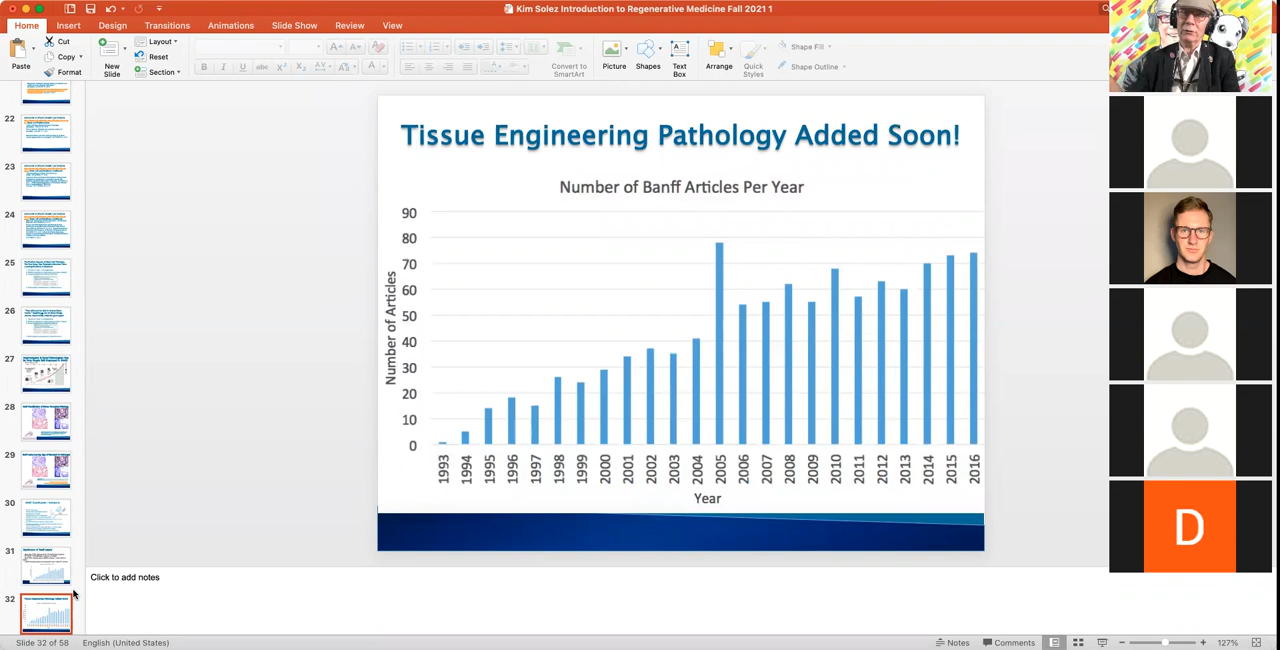 Kim Solez Introduction to Regenerative Medicine Fall 2021 1
Home Insert Design Transitions Animations Slide Show Review View
Paste
Cut
Copy
Format
New Slide
Layout
Reset
Section
B I U abc X² X₂ AV Aa A
Convert to SmartArt
Picture
Shapes
Text Box
Arrange
Quick Styles
Shape Fill
Shape Outline
22
23
24
25
26
27
28
29
30
31
32
Tissue Engineering Pathology Added Soon!
Number of Banff Articles Per Year
Number of Articles
90
80
70
60
50
40
30
20
10
0
1993 1994 1995 1996 1997 1998 1999 2000 2001 2002 2003 2004 2005 2006 2007 2008 2009 2010 2011 2012 2013 2014 2015 2016
Year
Click to add notes
D
Slide 32 of 58 English (United States) Notes Comments 127%